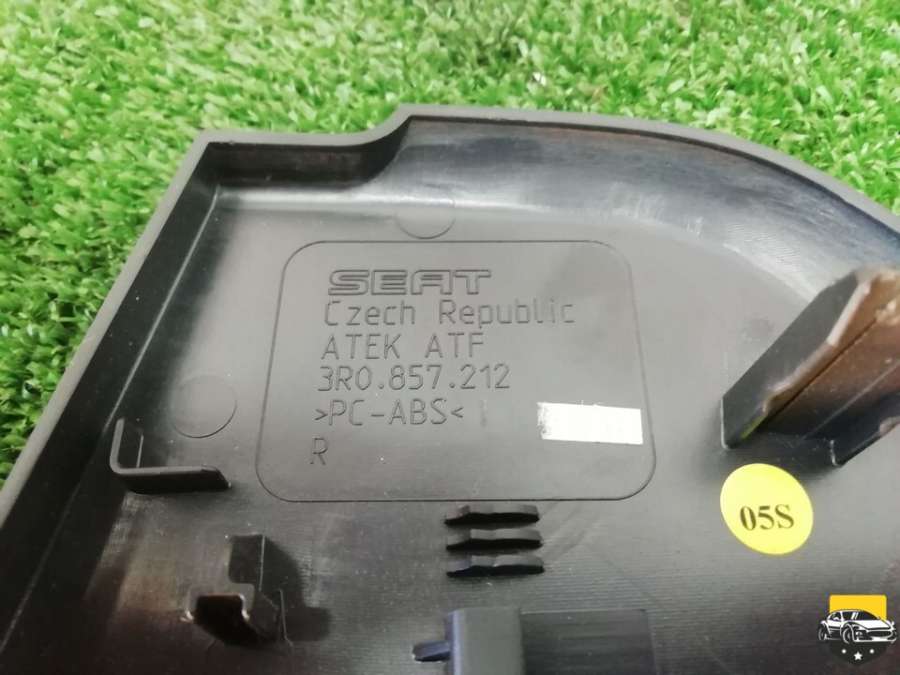 SEAT
Czech Republic
ATEK ATF
3R0.857.212
>PC-ABS<
R
05S